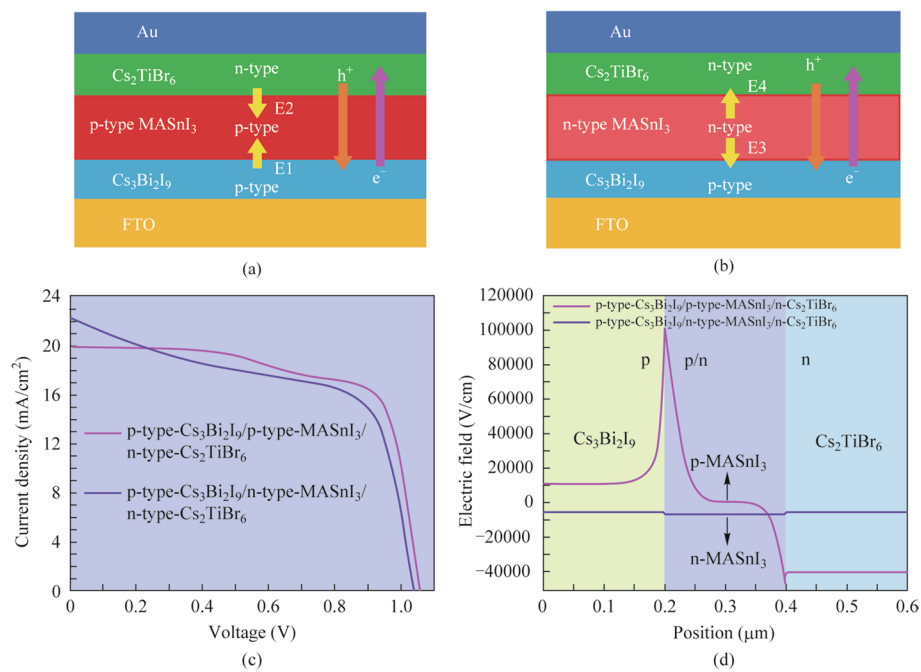 Au
Cs₂TiBr₆ n-type h⁺
E2
p-type MASnI₃ p-type
E1
Cs₃Bi₂I₉ p-type e⁻
FTO
(a)
Au
Cs₂TiBr₆ n-type h⁺
E4
n-type MASnI₃ n-type
E3
Cs₃Bi₂I₉ p-type e⁻
FTO
(b)
24
20
16
12
8
4
0
Current density (mA/cm²)
p-type-Cs₃Bi₂I₉/p-type-MASnI₃/
n-type-Cs₂TiBr₆
p-type-Cs₃Bi₂I₉/n-type-MASnI₃/
n-type-Cs₂TiBr₆
0 0.2 0.4 0.6 0.8 1.0
Voltage (V)
(c)
120000
100000
80000
60000
40000
20000
0
−20000
−40000
Electric field (V/cm)
p-type-Cs₃Bi₂I₉/p-type-MASnI₃/n-Cs₂TiBr₆
p-type-Cs₃Bi₂I₉/n-type-MASnI₃/n-Cs₂TiBr₆
p p/n n
Cs₃Bi₂I₉ Cs₂TiBr₆
p-MASnI₃
n-MASnI₃
0 0.1 0.2 0.3 0.4 0.5 0.6
Position (μm)
(d)